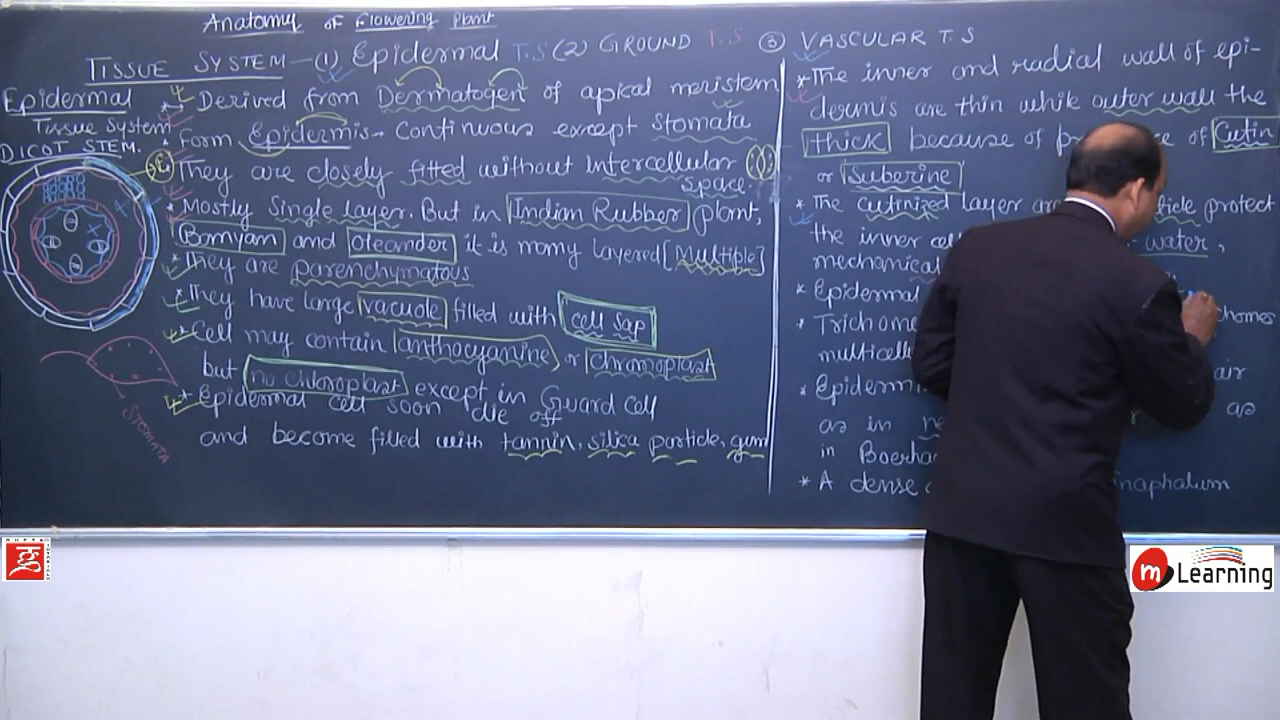 Anatomy of Flowering Plant
TISSUE SYSTEM - (1) Epidermal T.S (2) GROUND T.S (3) VASCULAR T.S
Epidermal
Tissue System
DICOT STEM.
* Derived from Dermatogen of apical meristem
* Form Epidermis → Continuous except Stomata
* They are closely fitted without Intercellular
space.
* Mostly Single layer. But in Indian Rubber plant,
Bannyan and Oleander it is many layered [Multiple]
* They are parenchymatous
* They have large vacuole filled with cell sap
* Cell may contain anthocyanine or Chromoplast
but no chloroplast except in Guard Cell
* Epidermal cell soon die off
and become filled with tannin, silica particle, gum
STOMATA
* The inner and radial wall of epi-
dermis are thin while outer wall the
thick because of of Cutin
or Suberine
* The cutinized layer protect
the inner water,
mechanical
* Epidermal
* Trichome
multicell
* Epidermi
as in as
in Boerha
* A dense Gnaphalium
GUPTA TUTORIALS
m Learning